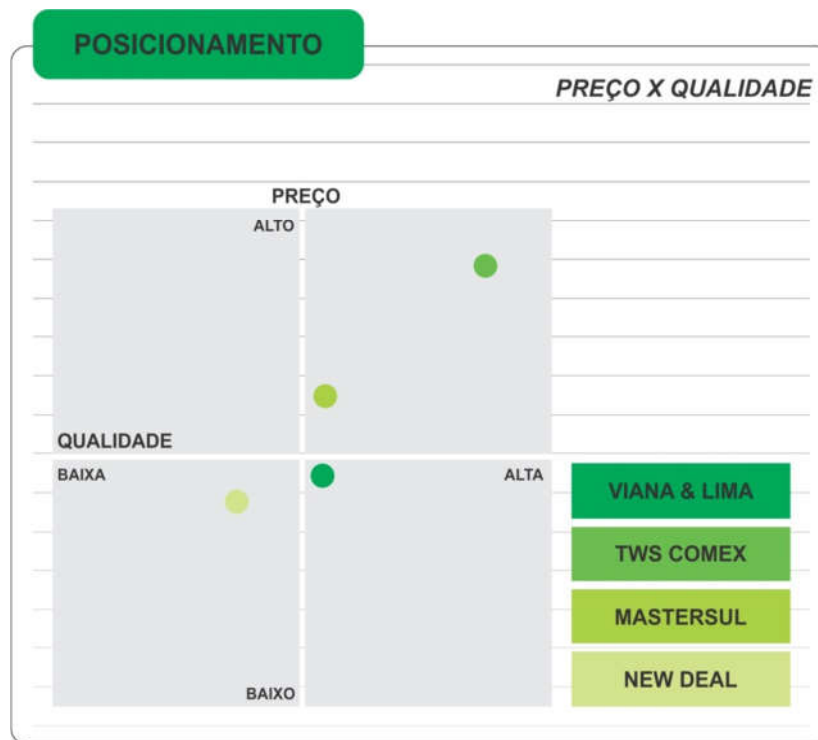 POSICIONAMENTO
PREÇO X QUALIDADE
PREÇO
ALTO
QUALIDADE
BAIXA
ALTA
BAIXO
VIANA & LIMA
TWS COMEX
MASTERSUL
NEW DEAL